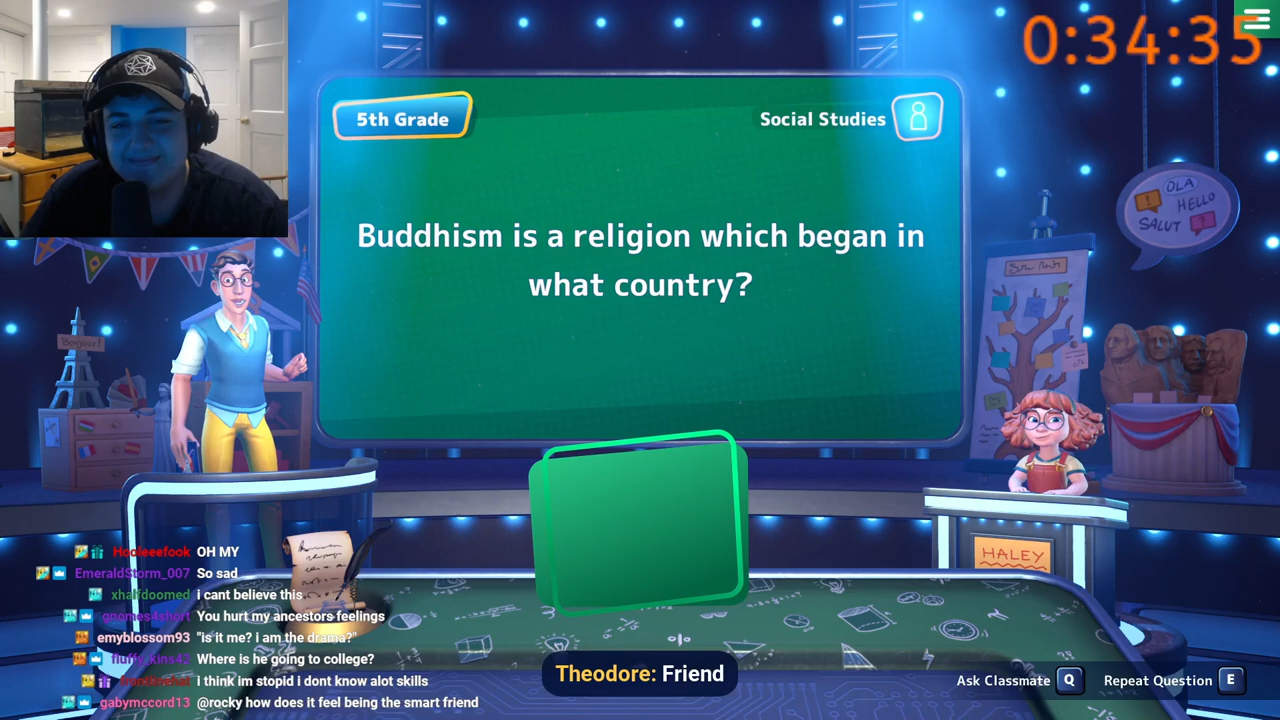 0:34:35
5th Grade
Social Studies
Buddhism is a religion which began in
what country?
OLA
HELLO
SALUT
Bonjour!
HALEY
Hooleeefook OH MY
EmeraldStorm_007 So sad
xhalfdoomed i cant believe this
gnomes4short You hurt my ancestors feelings
emyblossom93 "is it me? i am the drama?"
fluffy_kins42 Where is he going to college?
i think im stupid i dont know alot skills
gabymccord13 @rocky how does it feel being the smart friend
Theodore: Friend
Ask Classmate Q
Repeat Question E